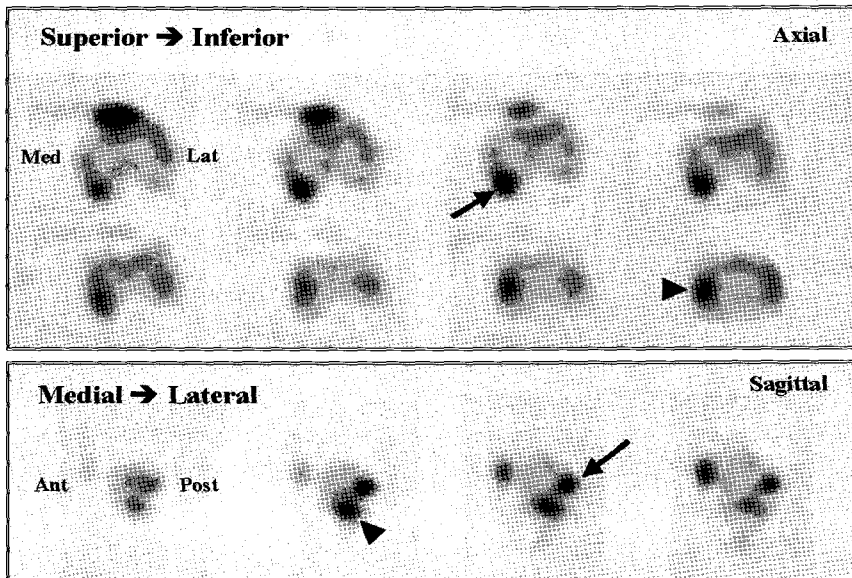 Superior ➔ Inferior
Axial
Med
Lat
Medial ➔ Lateral
Sagittal
Ant
Post